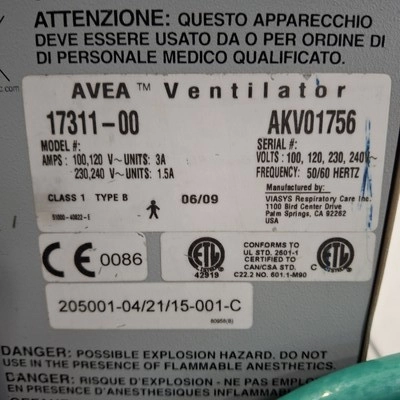 ATTENZIONE: QUESTO APPARECCHIO
DEVE ESSERE USATO DA O PER ORDINE DI
DI PERSONALE MEDICO QUALIFICATO.
AVEA™ Ventilator
17311-00 AKV01756
MODEL #: SERIAL #:
AMPS : 100,120 V~ UNITS: 3A VOLTS: 100, 120, 230, 240V~
230,240 V~ UNITS: 1.5A FREQUENCY: 50/60 HERTZ
CLASS 1 TYPE B 06/09
Manufactured by:
VIASYS Respiratory Care Inc.
1100 Bird Center Drive
Palm Springs, CA 92262
USA
CE 0086
ETL
42919
CONFORMS TO
UL STD. 2601-1
CERTIFIED TO
CAN/CSA STD.
C22.2 NO. 601.1-M90
C ETL
205001-04/21/15-001-C
DANGER: POSSIBLE EXPLOSION HAZARD. DO NOT
USE IN THE PRESENCE OF FLAMMABLE ANESTHETICS.
DANGER: RISQUE D'EXPLOSION. NE PAS
EN PRESENCE D'ANESTHETIQUES